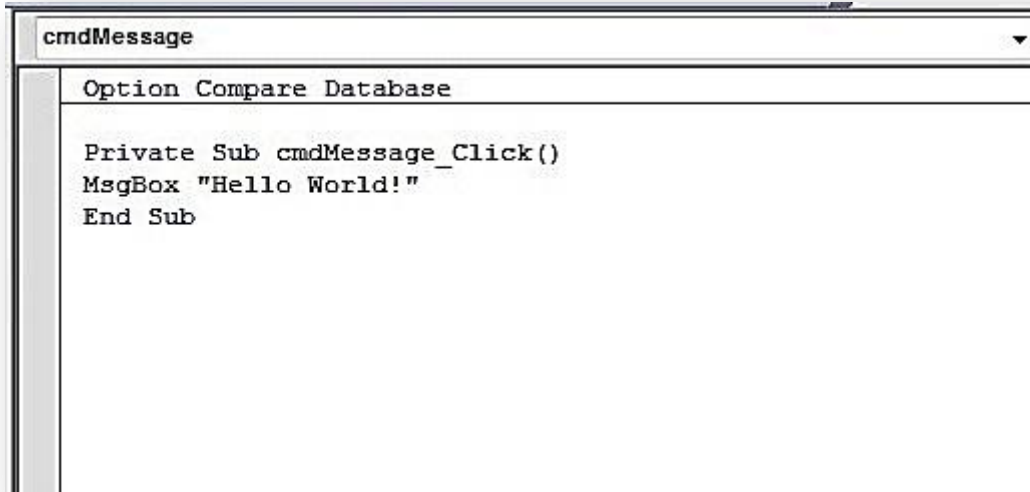 cmdMessage
Option Compare Database
Private Sub cmdMessage_Click()
MsgBox "Hello World!"
End Sub